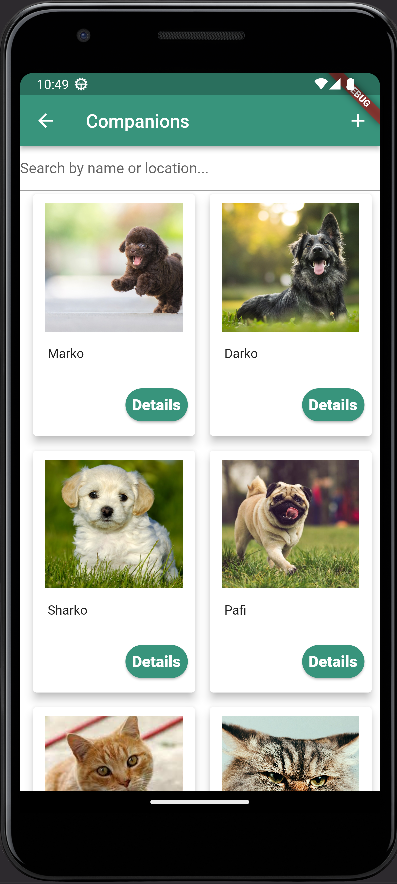 10:49
DEBUG
Companions
Search by name or location...
Marko
Darko
Details
Details
Sharko
Pafi
Details
Details